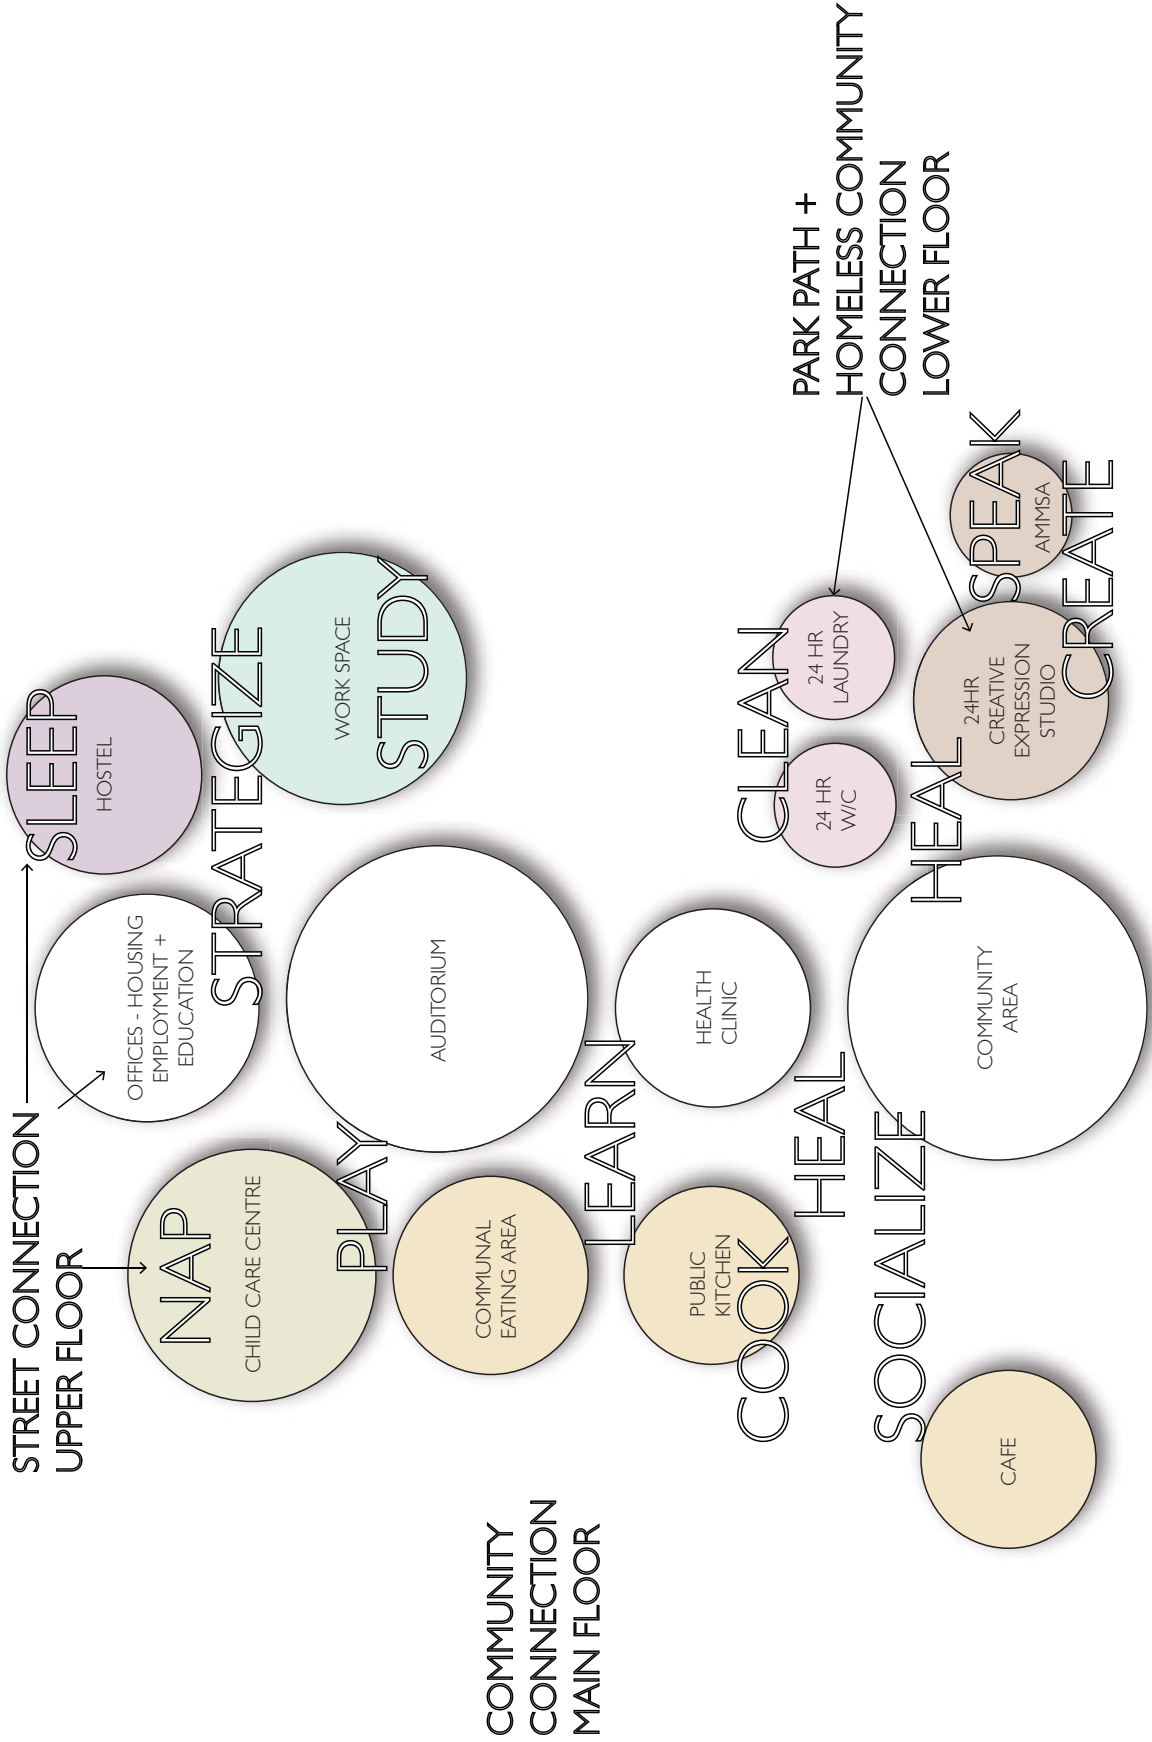 STREET CONNECTION
UPPER FLOOR
SLEEP
HOSTEL
OFFICES - HOUSING
EMPLOYMENT +
EDUCATION
NAP
CHILD CARE CENTRE
STRATEGIZE
WORK SPACE
STUDY
PLAY
AUDITORIUM
COMMUNITY
CONNECTION
MAIN FLOOR
COMMUNAL
EATING AREA
LEARN
HEALTH
CLINIC
PUBLIC
KITCHEN
COOK
CLEAN
24 HR
W/C
24 HR
LAUNDRY
PARK PATH +
HOMELESS COMMUNITY
CONNECTION
LOWER FLOOR
HEAL
SOCIALIZE
HEAL
CAFE
COMMUNITY
AREA
24HR
CREATIVE
EXPRESSION
STUDIO
SPEAK
AMMSA
CREATE